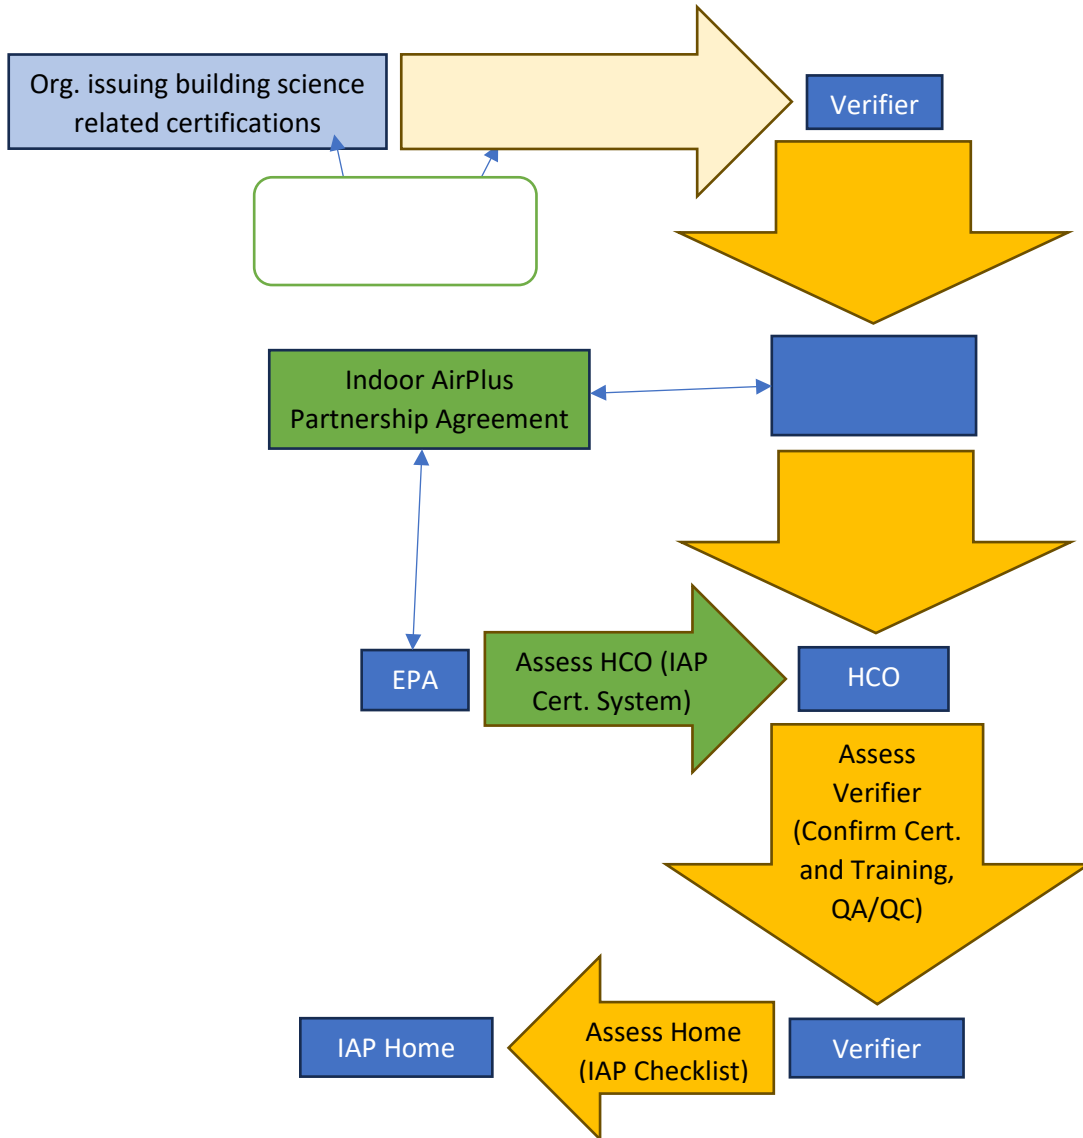 Org. issuing building science
related certifications
Verifier
Indoor AirPlus
Partnership Agreement
EPA
Assess HCO (IAP
Cert. System)
HCO
Assess
Verifier
(Confirm Cert.
and Training,
QA/QC)
IAP Home
Assess Home
(IAP Checklist)
Verifier